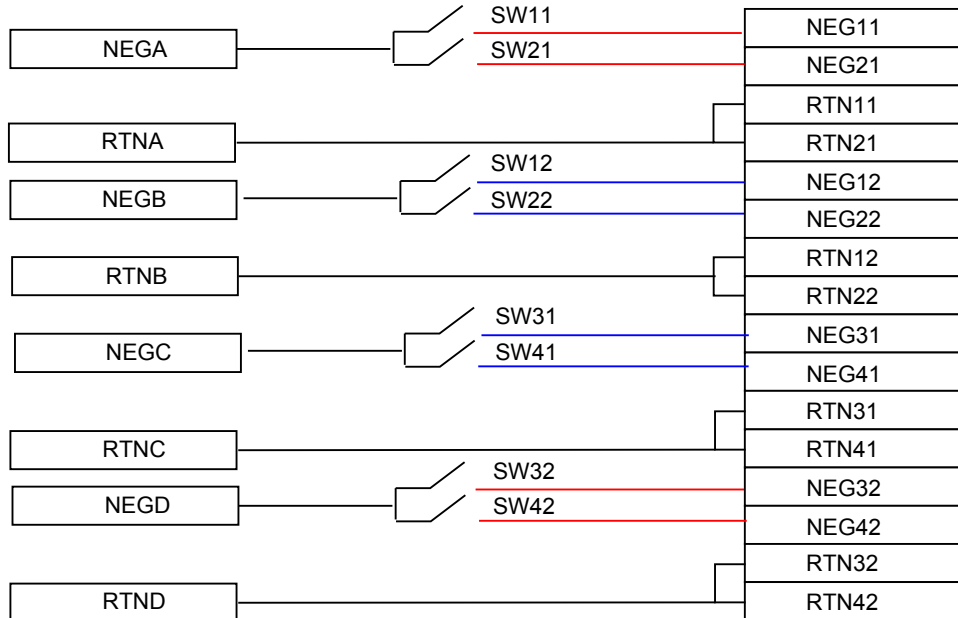 SW11
NEG11
NEGA
SW21
NEG21
RTN11
RTNA
RTN21
SW12
NEG12
NEGB
SW22
NEG22
RTN12
RTNB
RTN22
SW31
NEG31
NEGC
SW41
NEG41
RTN31
RTNC
RTN41
SW32
NEG32
NEGD
SW42
NEG42
RTN32
RTND
RTN42